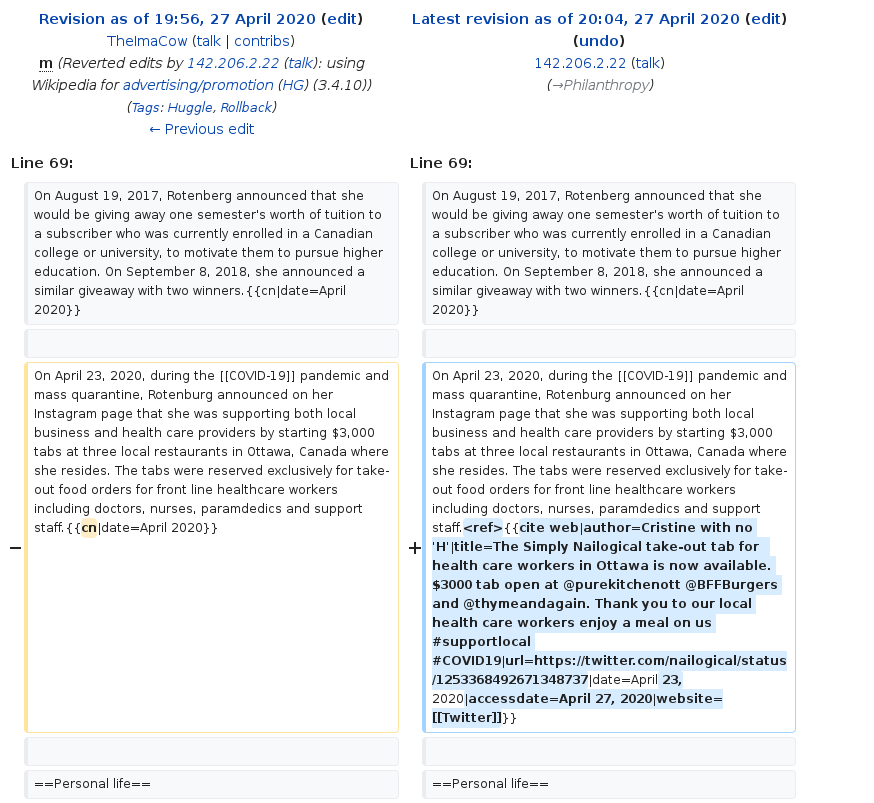 Revision as of 19:56, 27 April 2020 (edit)
TheImaCow (talk | contribs)
m (Reverted edits by 142.206.2.22 (talk): using
Wikipedia for advertising/promotion (HG) (3.4.10))
(Tags: Huggle, Rollback)
← Previous edit
Latest revision as of 20:04, 27 April 2020 (edit)
(undo)
142.206.2.22 (talk)
(→Philanthropy)
Line 69:
Line 69:
On August 19, 2017, Rotenberg announced that she
would be giving away one semester's worth of tuition to
a subscriber who was currently enrolled in a Canadian
college or university, to motivate them to pursue higher
education. On September 8, 2018, she announced a
similar giveaway with two winners.{{cn|date=April
2020}}
On August 19, 2017, Rotenberg announced that she
would be giving away one semester's worth of tuition to
a subscriber who was currently enrolled in a Canadian
college or university, to motivate them to pursue higher
education. On September 8, 2018, she announced a
similar giveaway with two winners.{{cn|date=April
2020}}
−
On April 23, 2020, during the [[COVID-19]] pandemic and
mass quarantine, Rotenburg announced on her
Instagram page that she was supporting both local
business and health care providers by starting $3,000
tabs at three local restaurants in Ottawa, Canada where
she resides. The tabs were reserved exclusively for take-
out food orders for front line healthcare workers
including doctors, nurses, paramdedics and support
staff.{{cn|date=April 2020}}
+
On April 23, 2020, during the [[COVID-19]] pandemic and
mass quarantine, Rotenburg announced on her
Instagram page that she was supporting both local
business and health care providers by starting $3,000
tabs at three local restaurants in Ottawa, Canada where
she resides. The tabs were reserved exclusively for take-
out food orders for front line healthcare workers
including doctors, nurses, paramdedics and support
staff.<ref>{{cite web|author=Cristine with no
'H'|title=The Simply Nailogical take-out tab for
health care workers in Ottawa is now available.
$3000 tab open at @purekitchenott @BFFBurgers
and @thymeandagain. Thank you to our local
health care workers enjoy a meal on us
#supportlocal
#COVID19|url=https://twitter.com/nailogical/status
/1253368492671348737|date=April 23,
2020|accessdate=April 27, 2020|website=
[[Twitter]]}}
==Personal life==
==Personal life==